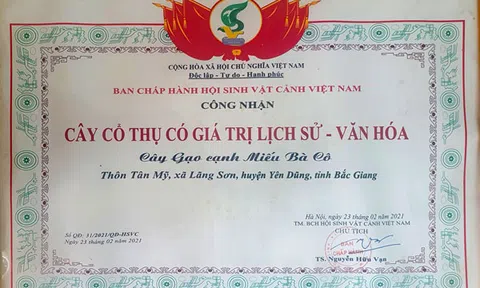 CỘNG HÒA XÃ HỘI CHỦ NGHĨA VIỆT NAM
Độc lập - Tự do - Hạnh phúc
BAN CHẤP HÀNH HỘI SINH VẬT CẢNH VIỆT NAM
CÔNG NHẬN
CÂY CỔ THỤ CÓ GIÁ TRỊ LỊCH SỬ - VĂN HÓA
Cây Gạo cạnh Miếu Bà Cô
Thôn Tân Mỹ, xã Lãng Sơn, huyện Yên Dũng, tỉnh Bắc Giang
Hà Nội, ngày 23 tháng 02 năm 2021
TM. BCH HỘI SINH VẬT CẢNH VIỆT NAM
CHỦ TỊCH
Số QĐ: 11/2021/QĐ-HSVC
Ngày 23 tháng 02 năm 2021
BAN
CHẤP HÀNH
TS. Nguyễn Hữu Vạn